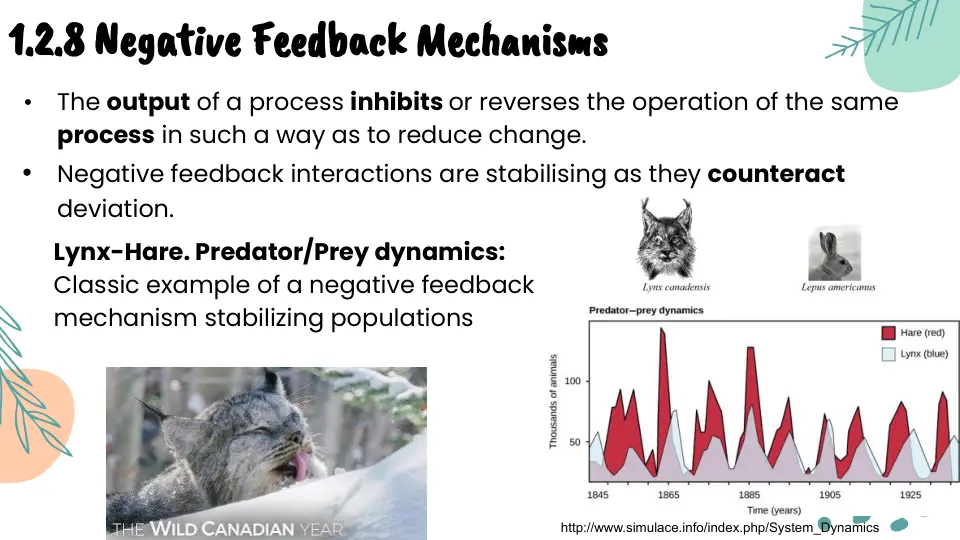 1.2.8 Negative Feedback Mechanisms
• The output of a process inhibits or reverses the operation of the same
process in such a way as to reduce change.
• Negative feedback interactions are stabilising as they counteract
deviation.
Lynx-Hare. Predator/Prey dynamics:
Classic example of a negative feedback
mechanism stabilizing populations
Lynx canadensis
Lepus americanus
Predator–prey dynamics
Hare (red)
Lynx (blue)
Thousands of animals
100
50
1845 1865 1885 1905 1925
Time (years)
THE WILD CANADIAN YEAR
http://www.simulace.info/index.php/System_Dynamics